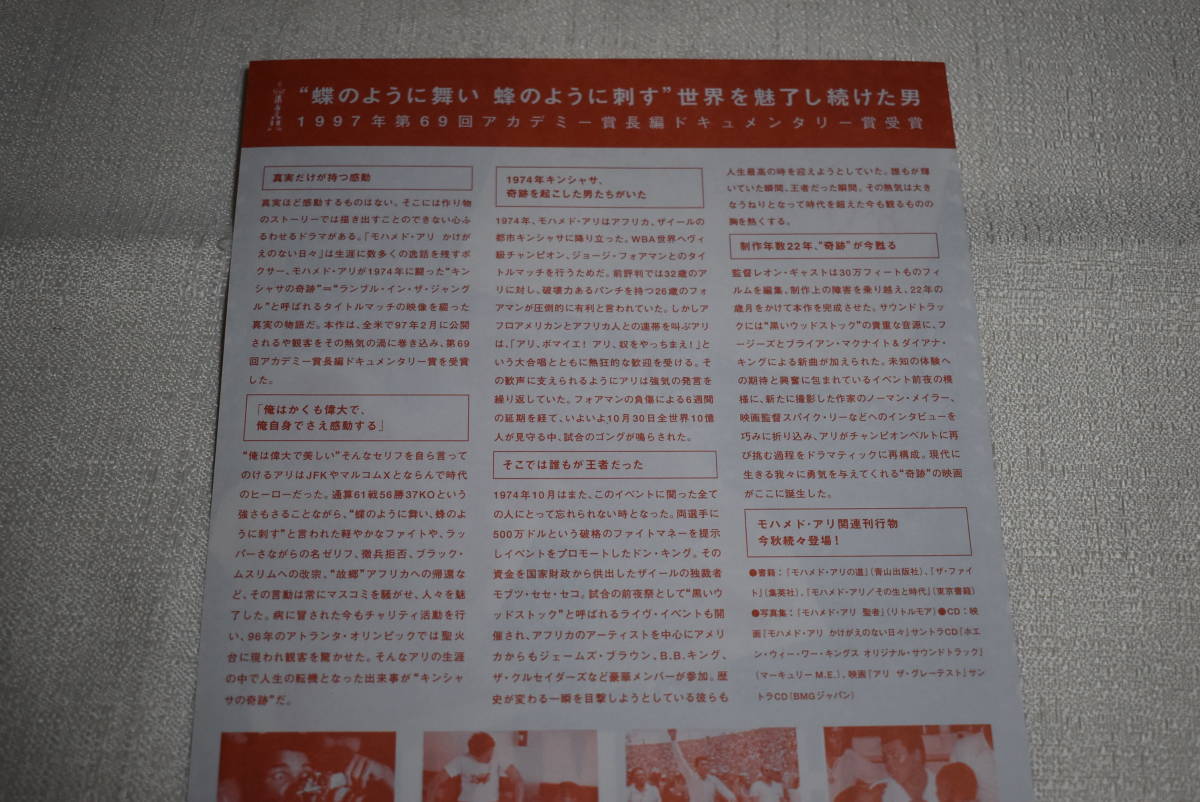 “蝶のように舞い 蜂のように刺す”世界を魅了し続けた男
1997年第69回アカデミー賞長編ドキュメンタリー賞受賞
真実だけが持つ感動
真実ほど感動するものはない。そこには作り物
のストーリーでは描き出すことのできない心ふ
るわせるドラマがある。「モハメド・アリ かけが
えのない日々」は生涯に数多くの逸話を残すボ
クサー、モハメド・アリが1974年に闘った“キン
シャサの奇跡”＝“ランブル・イン・ザ・ジャング
ル”と呼ばれるタイトルマッチの映像を綴った
真実の物語だ。本作は、全米で97年2月に公開
されるや観客をその熱気の渦に巻き込み、第69
回アカデミー賞長編ドキュメンタリー賞を受賞
した。
「俺はかくも偉大で、
俺自身でさえ感動する」
“俺は偉大で美しい”そんなセリフを自ら言って
のけるアリはJFKやマルコムXとならんで時代
のヒーローだった。通算61戦56勝37KOという
強さもさることながら、“蝶のように舞い、蜂のよ
うに刺す”と言われた軽やかなファイトや、ラッ
パーさながらの名ゼリフ、徴兵拒否、ブラック・
ムスリムへの改宗、“故郷”アフリカへの帰還な
ど、その言動は常にマスコミを騒がせ、人々を魅
了した。病に冒された今もチャリティ活動を行
い、96年のアトランタ・オリンピックでは聖火
台に現われ観客を驚かせた。そんなアリの生涯
の中で人生の転機となった出来事が“キンシャ
サの奇跡”だ。
1974年キンシャサ、
奇跡を起こした男たちがいた
1974年、モハメド・アリはアフリカ、ザイールの
都市キンシャサに降り立った。WBA世界ヘヴィ
級チャンピオン、ジョージ・フォアマンとのタイ
トルマッチを行うためだ。前評判では32歳のア
リに対し、破壊力あるパンチを持つ26歳のフォ
アマンが圧倒的に有利と言われていた。しかしア
フロアメリカンとアフリカ人との連帯を叫ぶアリ
は、「アリ、ボマイエ！ アリ、奴をやっちまえ！」と
いう大合唱とともに熱狂的な歓迎を受ける。そ
の歓声に支えられるようにアリは強気の発言を
繰り返していた。フォアマンの負傷による6週間
の延期を経て、いよいよ10月30日全世界10億
人が見守る中、試合のゴングが鳴らされた。
そこでは誰もが王者だった
1974年10月はまた、このイベントに関った全て
の人にとって忘れられない時となった。両選手に
500万ドルという破格のファイトマネーを提示
しイベントをプロモートしたドン・キング。その
資金を国家財政から供出したザイールの独裁者
モブツ・セセ・セコ。試合の前夜祭として“黒いウ
ッドストック”と呼ばれるライヴ・イベントも開
催され、アフリカのアーティストを中心にアメリ
カからもジェームズ・ブラウン、B.B.キング、
ザ・クルセイダーズなど豪華メンバーが参加。歴
史が変わる一瞬を目撃しようとしている彼らも
人生最高の時を迎えようとしていた。誰もが輝
いていた瞬間、王者だった瞬間。その熱気は大き
なうねりとなって時代を超えた今も観るものの
胸を熱くする。
制作年数22年、“奇跡”が今甦る
監督レオン・ギャストは30万フィートものフィ
ルムを編集、制作上の障害を乗り越え、22年の
歳月をかけて本作を完成させた。サウンドトラッ
クには“黒いウッドストック”の貴重な音源に、フ
ージーズとブライアン・マクナイト＆ダイアナ・
キングによる新曲が加えられた。未知の体験へ
の期待と興奮に包まれているイベント前夜の模
様に、新たに撮影した作家のノーマン・メイラー、
映画監督スパイク・リーなどへのインタビューを
巧みに折り込み、アリがチャンピオンベルトに再
び挑む過程をドラマティックに再構成。現代に
生きる我々に勇気を与えてくれる“奇跡”の映画
がここに誕生した。
モハメド・アリ関連刊行物
今秋続々登場！
●書籍：『モハメド・アリの道』（青山出版社）、『ザ・ファイ
ト』（集英社）、『モハメド・アリ／その生と時代』（東京書籍）
●写真集：『モハメド・アリ 聖者』（リトルモア）●CD：映
画『モハメド・アリ かけがえのない日々』サントラCD『ホエ
ン・ウィー・ワー・キングス オリジナル・サウンドトラック』
（マーキュリーM.E.）、映画『アリ ザ・グレーテスト』サン
トラCD（BMGジャパン）